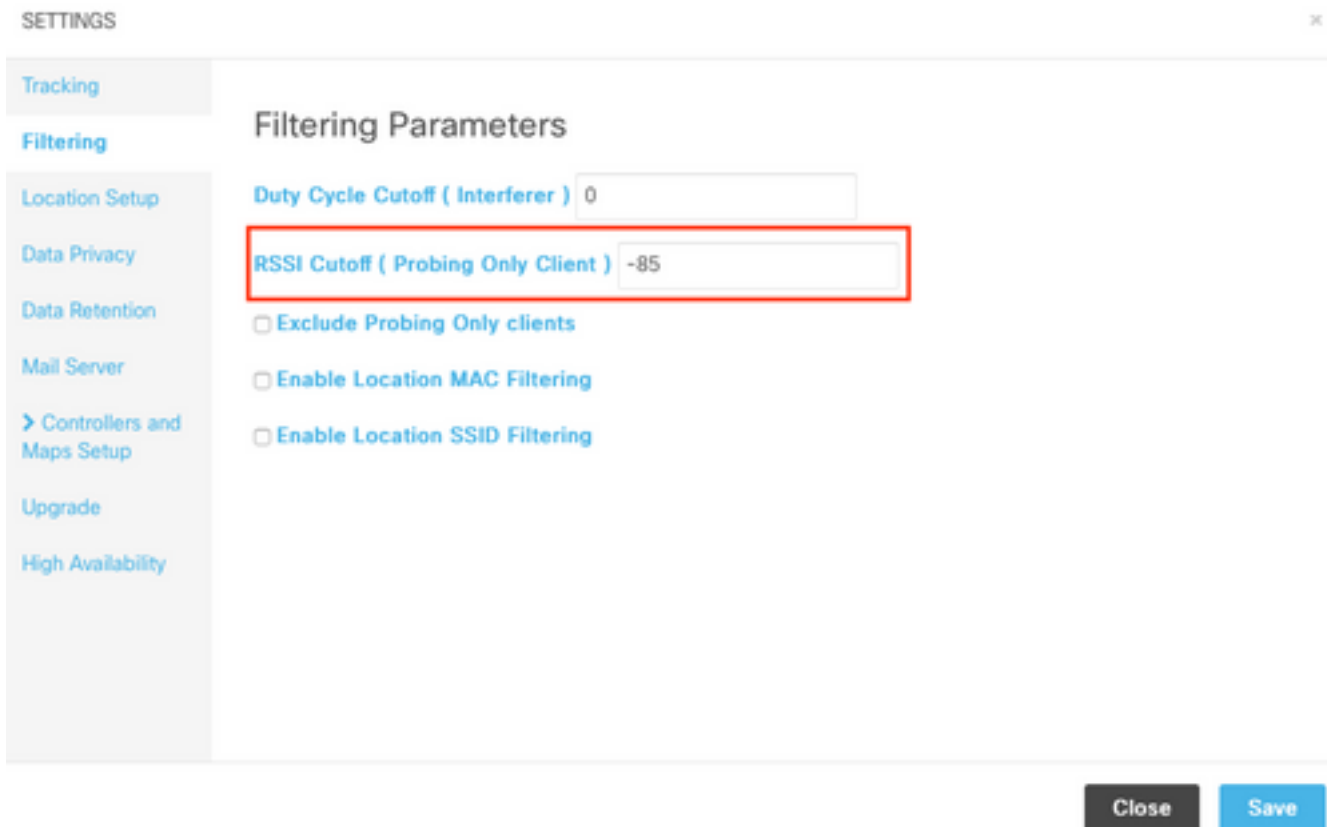 SETTINGS
×
Tracking
Filtering
Location Setup
Data Privacy
Data Retention
Mail Server
> Controllers and
Maps Setup
Upgrade
High Availability
Filtering Parameters
Duty Cycle Cutoff ( Interferer ) 0
RSSI Cutoff ( Probing Only Client ) -85
Exclude Probing Only clients
Enable Location MAC Filtering
Enable Location SSID Filtering
Close
Save